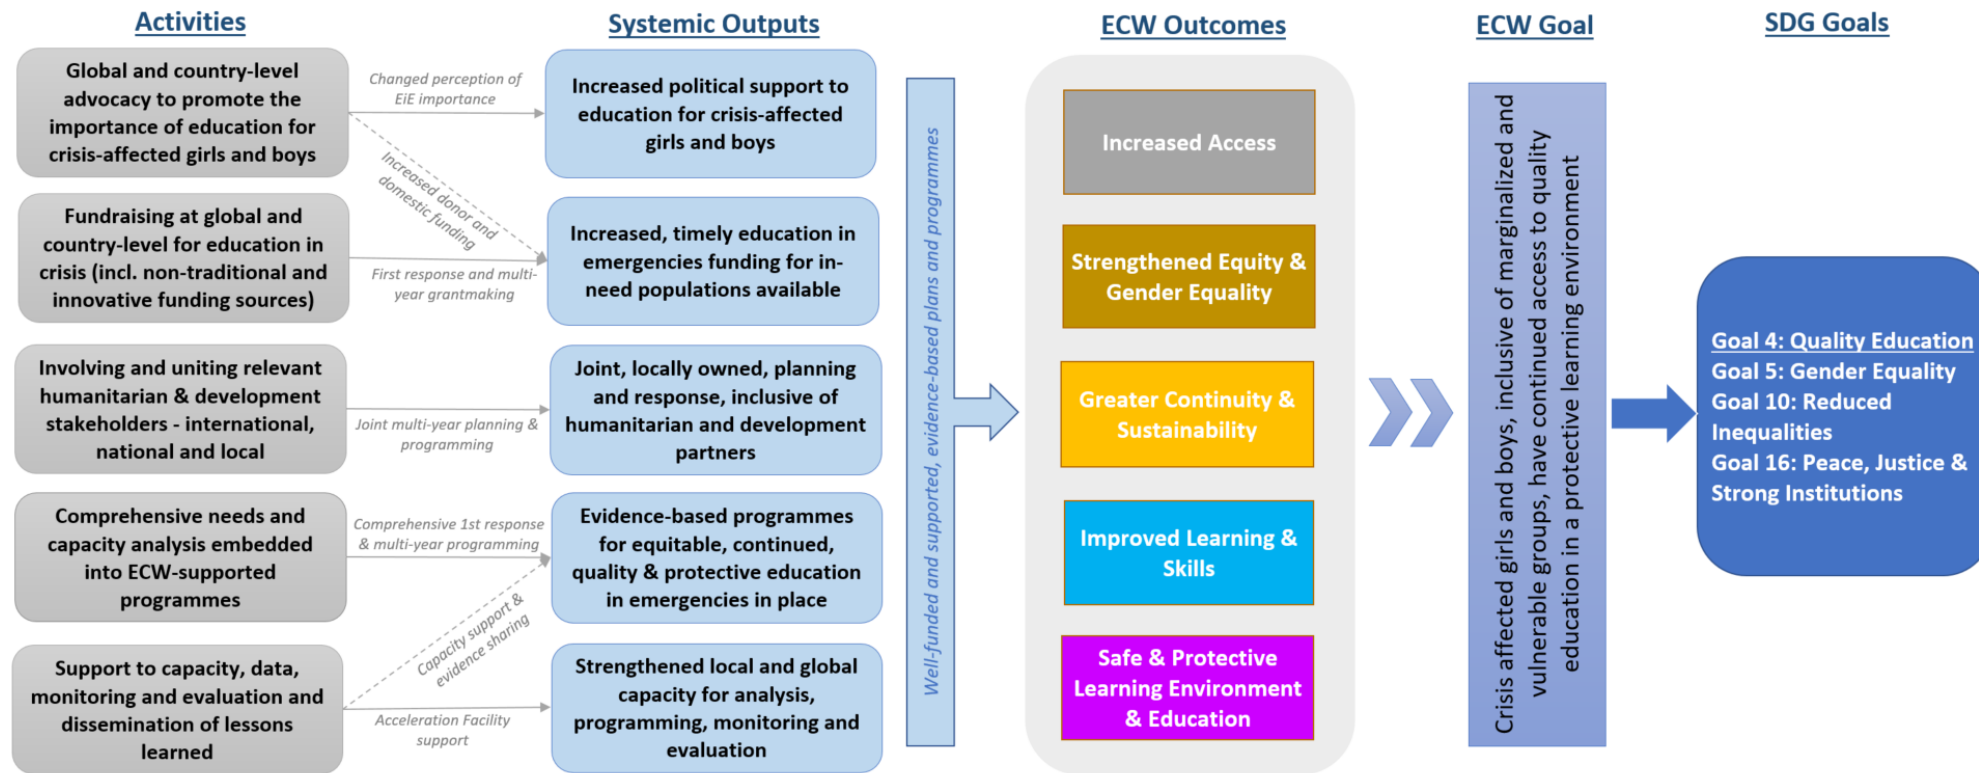 Activities
Global and country-level
advocacy to promote the
importance of education for
crisis-affected girls and boys
Fundraising at global and
country-level for education in
crisis (incl. non-traditional and
innovative funding sources)
Involving and uniting relevant
humanitarian & development
stakeholders - international,
national and local
Comprehensive needs and
capacity analysis embedded
into ECW-supported
programmes
Support to capacity, data,
monitoring and evaluation and
dissemination of lessons
learned
Changed perception of
EiE importance
Increased donor and
domestic funding
First response and multi-
year grantmaking
Joint multi-year planning &
programming
Comprehensive 1st response
& multi-year programming
Capacity support &
evidence sharing
Acceleration Facility
support
Systemic Outputs
Increased political support to
education for crisis-affected
girls and boys
Increased, timely education in
emergencies funding for in-
need populations available
Joint, locally owned, planning
and response, inclusive of
humanitarian and development
partners
Evidence-based programmes
for equitable, continued,
quality & protective education
in emergencies in place
Strengthened local and global
capacity for analysis,
programming, monitoring and
evaluation
Well-funded and supported, evidence-based plans and programmes
ECW Outcomes
Increased Access
Strengthened Equity &
Gender Equality
Greater Continuity &
Sustainability
Improved Learning &
Skills
Safe & Protective
Learning Environment
& Education
ECW Goal
Crisis affected girls and boys, inclusive of marginalized and
vulnerable groups, have continued access to quality
education in a protective learning environment
SDG Goals
Goal 4: Quality Education
Goal 5: Gender Equality
Goal 10: Reduced
Inequalities
Goal 16: Peace, Justice &
Strong Institutions